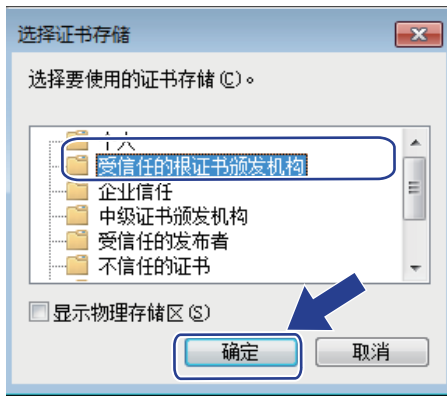 选择证书存储
选择要使用的证书存储(C)。
个人
受信任的根证书颁发机构
企业信任
中级证书颁发机构
受信任的发布者
不信任的证书
显示物理存储区(S)
确定
取消